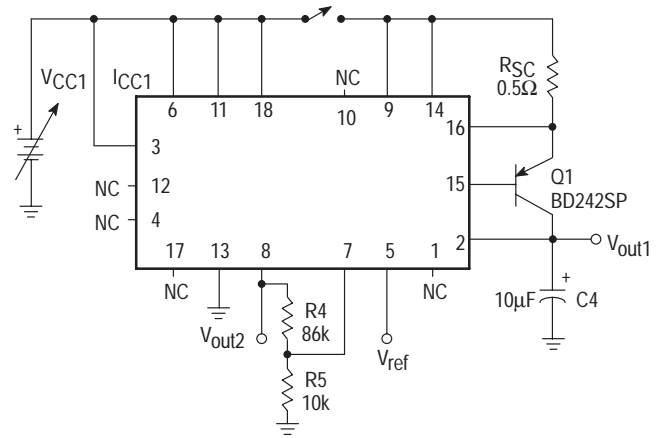 VCC1
ICC1
RSC
0.5Ω
NC
6 11 18 10 9 14
16
+
3
Q1
BD242SP
NC 12
15
NC 4
2
Vout1
17 13 8 7 5 1
NC
NC
+
10μF C4
R4
86k
Vout2
Vref
R5
10k